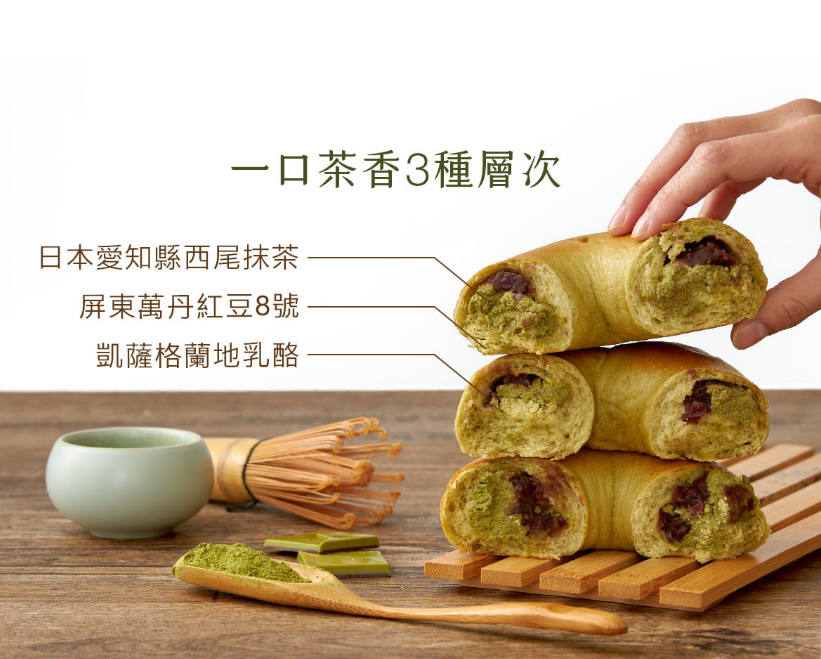 一口茶香3種層次
日本愛知縣西尾抹茶
屏東萬丹紅豆8號
凱薩格蘭地乳酪